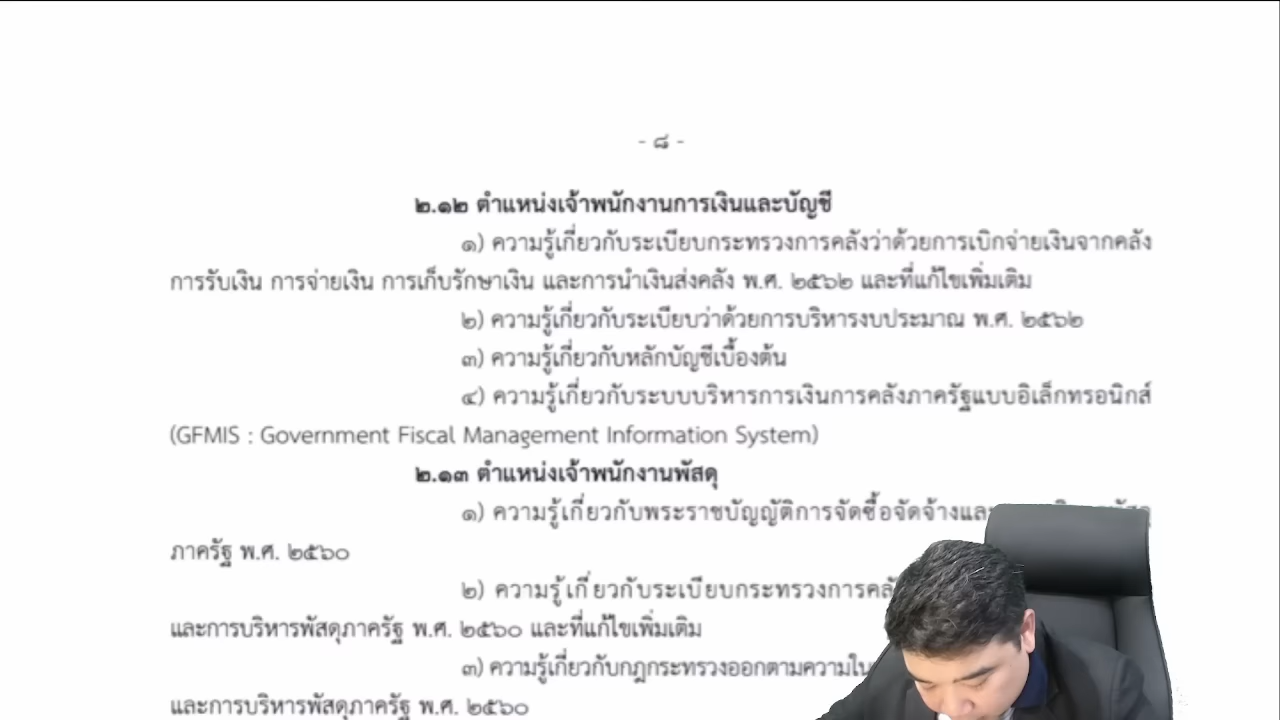 - ๘ -
๒.๑๒ ตำแหน่งเจ้าพนักงานการเงินและบัญชี
๑) ความรู้เกี่ยวกับระเบียบกระทรวงการคลังว่าด้วยการเบิกจ่ายเงินจากคลัง
การรับเงิน การจ่ายเงิน การเก็บรักษาเงิน และการนำเงินส่งคลัง พ.ศ. ๒๕๖๒ และที่แก้ไขเพิ่มเติม
๒) ความรู้เกี่ยวกับระเบียบว่าด้วยการบริหารงบประมาณ พ.ศ. ๒๕๖๒
๓) ความรู้เกี่ยวกับหลักบัญชีเบื้องต้น
๔) ความรู้เกี่ยวกับระบบบริหารการเงินการคลังภาครัฐแบบอิเล็กทรอนิกส์
(GFMIS : Government Fiscal Management Information System)
๒.๑๓ ตำแหน่งเจ้าพนักงานพัสดุ
๑) ความรู้เกี่ยวกับพระราชบัญญัติการจัดซื้อจัดจ้างและ
ภาครัฐ พ.ศ. ๒๕๖๐
๒) ความรู้เกี่ยวกับระเบียบกระทรวงการคลั
และการบริหารพัสดุภาครัฐ พ.ศ. ๒๕๖๐ และที่แก้ไขเพิ่มเติม
๓) ความรู้เกี่ยวกับกฎกระทรวงออกตามความใน
และการบริหารพัสดุภาครัฐ พ.ศ. ๒๕๖๐